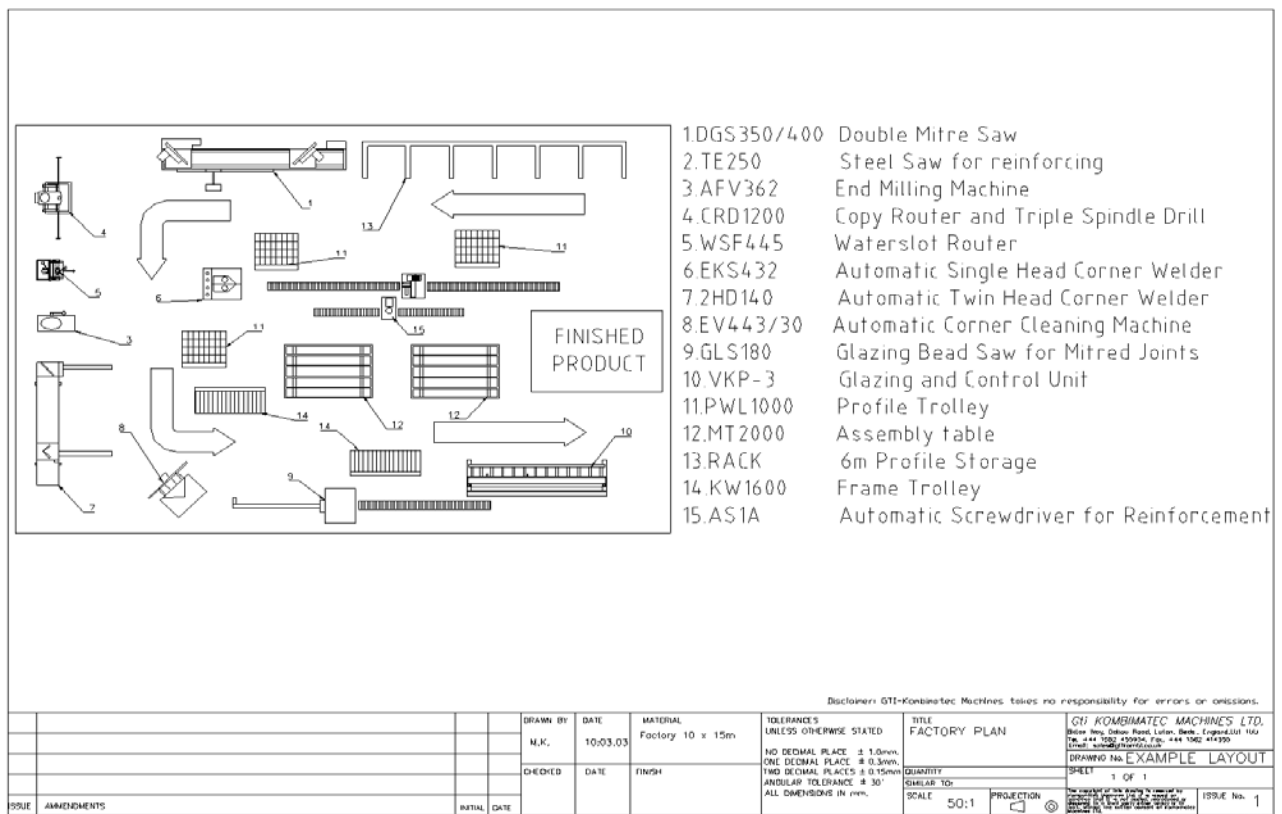 1
13
4
11
11
5
6
15
3
11
FINISHED
PRODUCT
14
12
12
14
10
8
9
7
1.DGS350/400 Double Mitre Saw
2.TE250 Steel Saw for reinforcing
3.AFV362 End Milling Machine
4.CRD1200 Copy Router and Triple Spindle Drill
5.WSF445 Waterslot Router
6.EKS432 Automatic Single Head Corner Welder
7.2HD140 Automatic Twin Head Corner Welder
8.EV443/30 Automatic Corner Cleaning Machine
9.GLS180 Glazing Bead Saw for Mitred Joints
10.VKP-3 Glazing and Control Unit
11.PWL1000 Profile Trolley
12.MT2000 Assembly table
13.RACK 6m Profile Storage
14.KW1600 Frame Trolley
15.AS1A Automatic Screwdriver for Reinforcement
Disclaimer: GTI-Kombimatec Machines takes no responsibility for errors or omissions.
ISSUE AMMENDMENTS INITIAL DATE
DRAWN BY DATE
N.K. 10:03.03
CHECKED DATE
MATERIAL
Factory 10 x 15m
FINISH
TOLERANCES
UNLESS OTHERWISE STATED
NO DECIMAL PLACE ± 1.0mm.
ONE DECIMAL PLACE ± 0.3mm.
TWO DECIMAL PLACES ± 0.15mm
ANGULAR TOLERANCE ± 30'
ALL DIMENSIONS IN mm.
TITLE
FACTORY PLAN
QUANTITY
SIMILAR TO:
SCALE
50:1
PROJECTION
Gti KOMBIMATEC MACHINES LTD.
DRAWING No. EXAMPLE LAYOUT
SHEET
1 OF 1
ISSUE No. 1